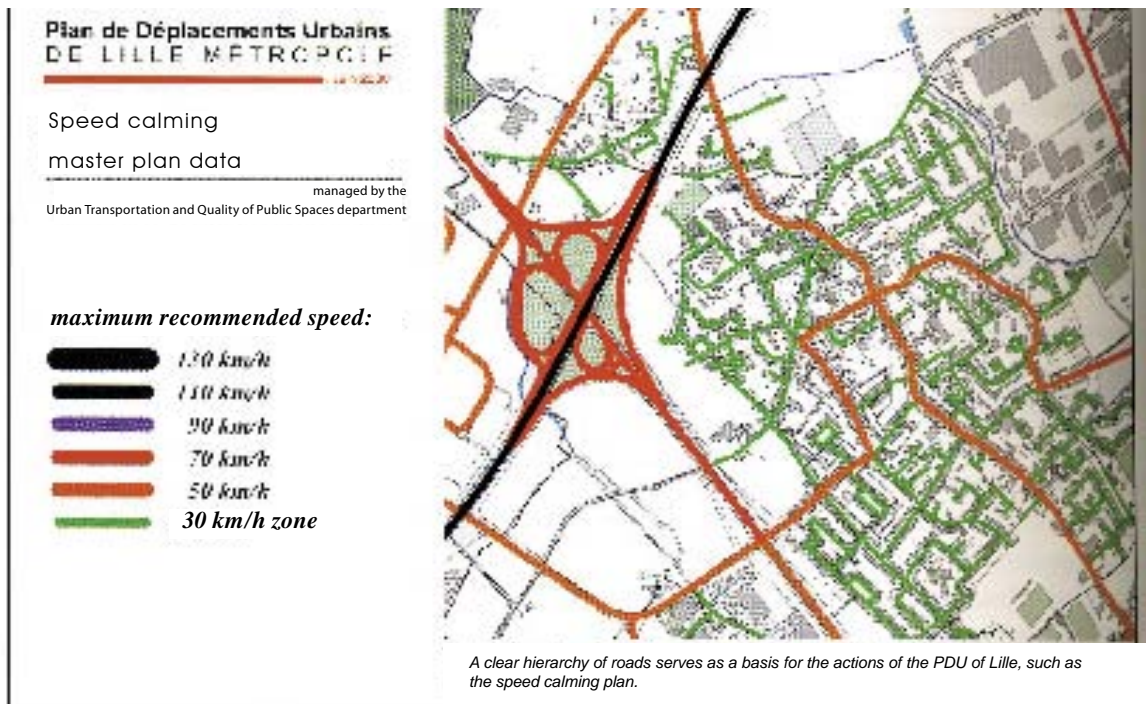 Plan de Déplacements Urbains
DE LILLE MÉTROPOLE
Speed calming
master plan data
managed by the
Urban Transportation and Quality of Public Spaces department
maximum recommended speed:
130 km/h
110 km/h
90 km/h
70 km/h
50 km/h
30 km/h zone
A clear hierarchy of roads serves as a basis for the actions of the PDU of Lille, such as
the speed calming plan.